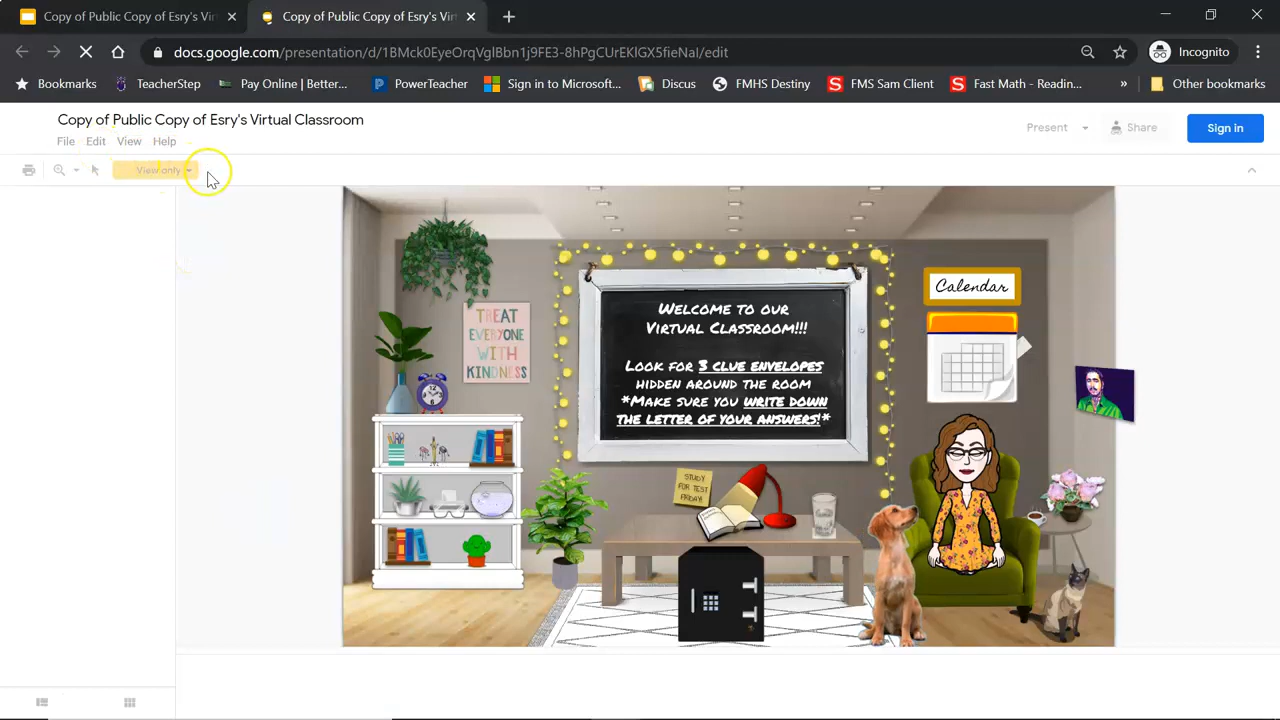 Copy of Public Copy of Esry's Virt
Copy of Public Copy of Esry's Virt
docs.google.com/presentation/d/1BMck0EyeOrqVglBbn1j9FE3-8hPgCUrEKlGX5fieNaI/edit
Incognito
Bookmarks
TeacherStep
Pay Online | Better...
PowerTeacher
Sign in to Microsoft...
Discus
FMHS Destiny
FMS Sam Client
Fast Math - Readin...
»
Other bookmarks
Copy of Public Copy of Esry's Virtual Classroom
File Edit View Help
Present
Share
Sign in
View only
WELCOME TO OUR
VIRTUAL CLASSROOM!!!
LOOK FOR 3 CLUE ENVELOPES
HIDDEN AROUND THE ROOM
*MAKE SURE YOU WRITE DOWN
THE LETTER OF YOUR ANSWERS!*
TREAT
EVERYONE
WITH
KINDNESS
Calendar
STUDY
FOR TEST
FRIDAY!